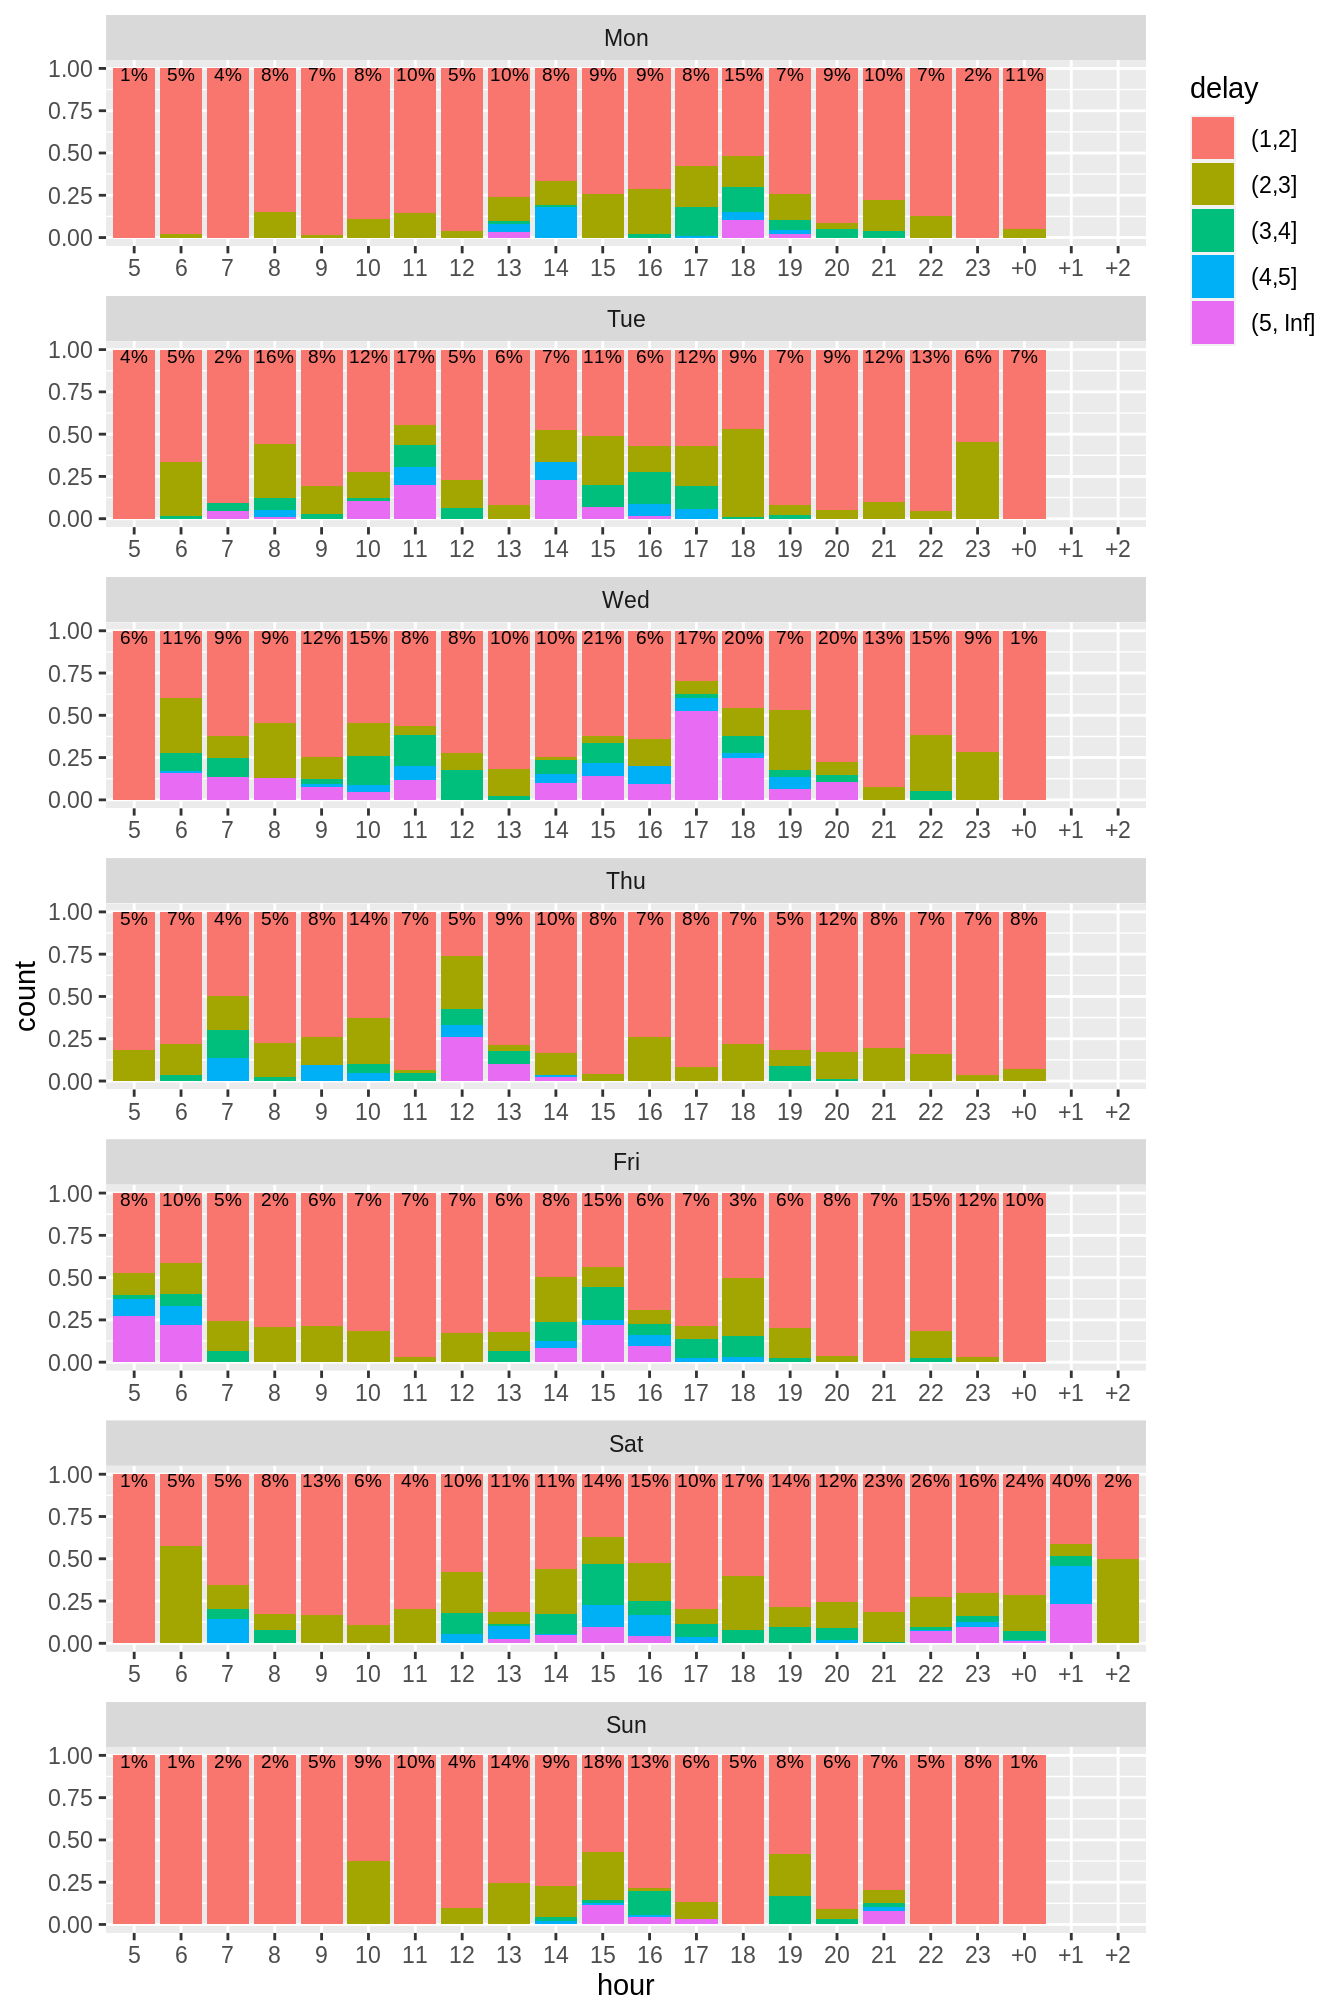 Mon
1% 5% 4% 8% 7% 8% 10% 5% 10% 8% 9% 9% 8% 15% 7% 9% 10% 7% 2% 11%
1.00
0.75
0.50
0.25
0.00
5 6 7 8 9 10 11 12 13 14 15 16 17 18 19 20 21 22 23 +0 +1 +2
delay
(1,2]
(2,3]
(3,4]
(4,5]
(5, Inf]
Tue
4% 5% 2% 16% 8% 12% 17% 5% 6% 7% 11% 6% 12% 9% 7% 9% 12% 13% 6% 7%
1.00
0.75
0.50
0.25
0.00
5 6 7 8 9 10 11 12 13 14 15 16 17 18 19 20 21 22 23 +0 +1 +2
Wed
6% 11% 9% 9% 12% 15% 8% 8% 10% 10% 21% 6% 17% 20% 7% 20% 13% 15% 9% 1%
1.00
0.75
0.50
0.25
0.00
5 6 7 8 9 10 11 12 13 14 15 16 17 18 19 20 21 22 23 +0 +1 +2
Thu
5% 7% 4% 5% 8% 14% 7% 5% 9% 10% 8% 7% 8% 7% 5% 12% 8% 7% 7% 8%
1.00
0.75
0.50
0.25
0.00
5 6 7 8 9 10 11 12 13 14 15 16 17 18 19 20 21 22 23 +0 +1 +2
count
Fri
8% 10% 5% 2% 6% 7% 7% 7% 6% 8% 15% 6% 7% 3% 6% 8% 7% 15% 12% 10%
1.00
0.75
0.50
0.25
0.00
5 6 7 8 9 10 11 12 13 14 15 16 17 18 19 20 21 22 23 +0 +1 +2
Sat
1% 5% 5% 8% 13% 6% 4% 10% 11% 11% 14% 15% 10% 17% 14% 12% 23% 26% 16% 24% 40% 2%
1.00
0.75
0.50
0.25
0.00
5 6 7 8 9 10 11 12 13 14 15 16 17 18 19 20 21 22 23 +0 +1 +2
Sun
1% 1% 2% 2% 5% 9% 10% 4% 14% 9% 18% 13% 6% 5% 8% 6% 7% 5% 8% 1%
1.00
0.75
0.50
0.25
0.00
5 6 7 8 9 10 11 12 13 14 15 16 17 18 19 20 21 22 23 +0 +1 +2
hour